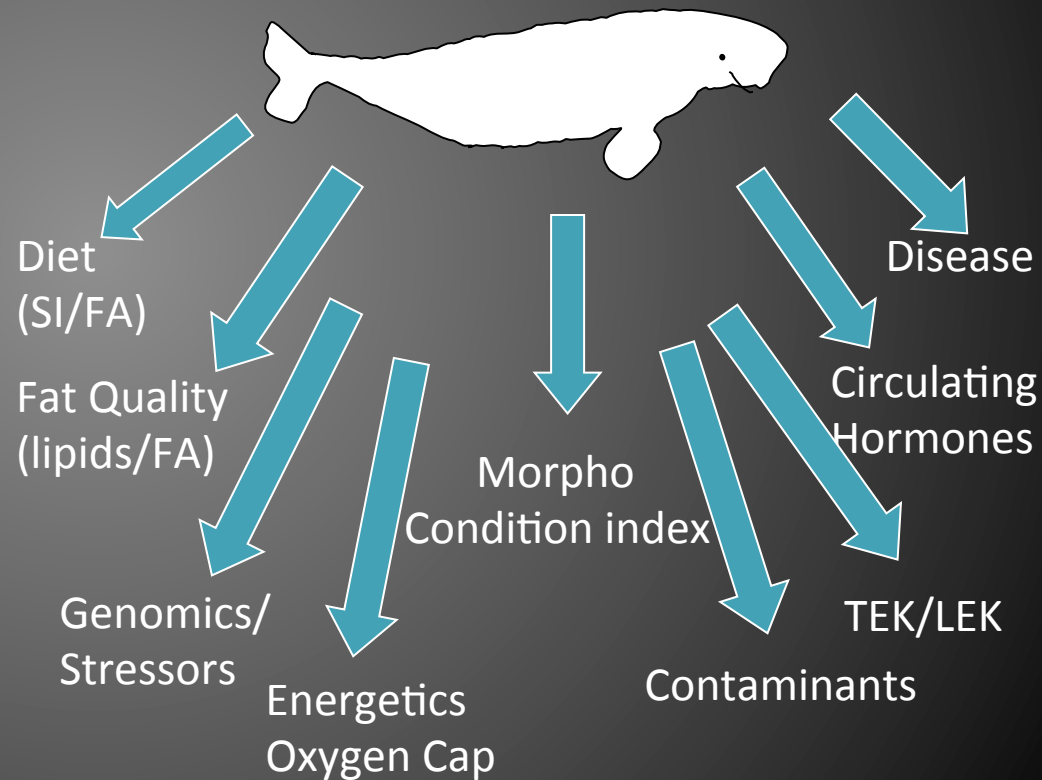 Diet
(SI/FA)
Fat Quality
(lipids/FA)
Genomics/
Stressors
Energetics
Oxygen Cap
Morpho
Condition index
Contaminants
TEK/LEK
Circulating
Hormones
Disease